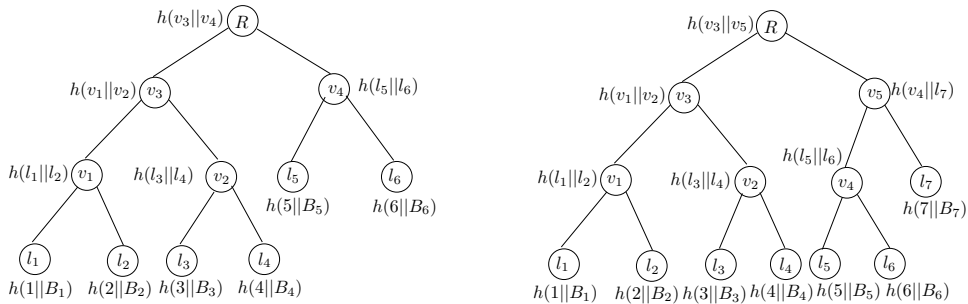 h(v₃||v₄) R
h(v₁||v₂) v₃ v₄ h(l₅||l₆)
h(l₁||l₂) v₁ h(l₃||l₄) v₂ l₅ l₆
h(5||B₅) h(6||B₆)
l₁ l₂ l₃ l₄
h(1||B₁) h(2||B₂) h(3||B₃) h(4||B₄)
h(v₃||v₅) R
h(v₁||v₂) v₃ v₅ h(v₄||l₇)
h(l₅||l₆)
h(l₁||l₂) v₁ h(l₃||l₄) v₂ v₄ l₇
h(7||B₇)
l₁ l₂ l₃ l₄ l₅ l₆
h(1||B₁) h(2||B₂) h(3||B₃) h(4||B₄) h(5||B₅) h(6||B₆)